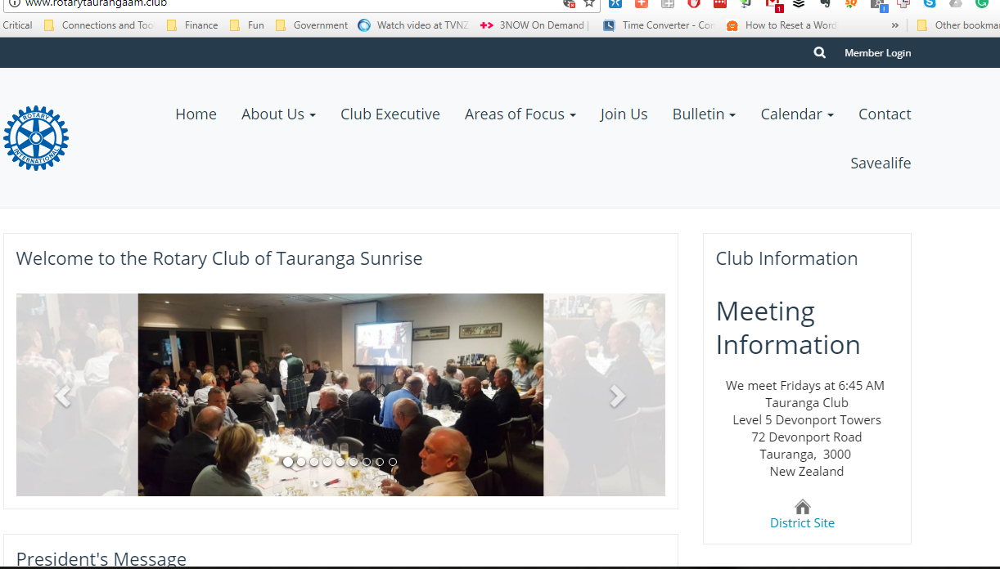 www.rotarytaurangaam.club
1
Critical Connections and Too Finance Fun Government Watch video at TVNZ 3NOW On Demand | Time Converter - Con How to Reset a Word » Other bookmar
Member Login
ROTARY
INTERNATIONAL
Home About Us Club Executive Areas of Focus Join Us Bulletin Calendar Contact
Savealife
Welcome to the Rotary Club of Tauranga Sunrise
Club Information
Meeting
Information
We meet Fridays at 6:45 AM
Tauranga Club
Level 5 Devonport Towers
72 Devonport Road
Tauranga, 3000
New Zealand
District Site
President's Message